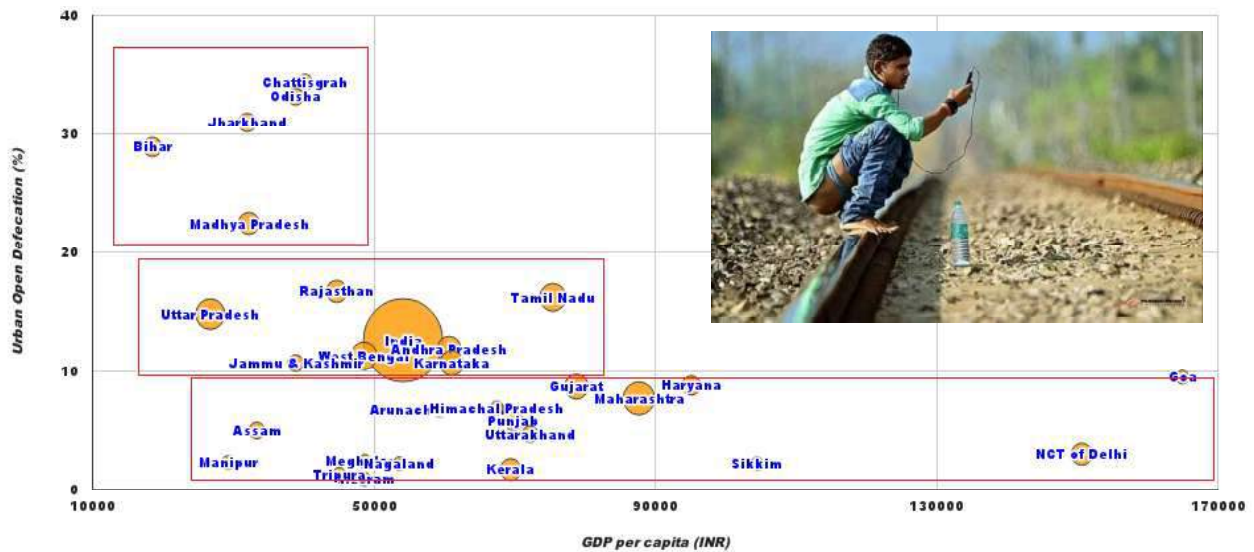 40
30
20
10
0
Urban Open Defecation (%)
Chattisgrah
Odisha
Jharkhand
Bihar
Madhya Pradesh
Rajasthan
Tamil Nadu
Uttar Pradesh
India
Andhra Pradesh
West Bengal
Jammu & Kashmir
Karnataka
Goa
Gujarat
Haryana
Maharashtra
Himachal Pradesh
Punjab
Uttarakhand
Assam
Manipur
Nagaland
Tripura
Kerala
Sikkim
NCT of Delhi
10000 50000 90000 130000 170000
GDP per capita (INR)